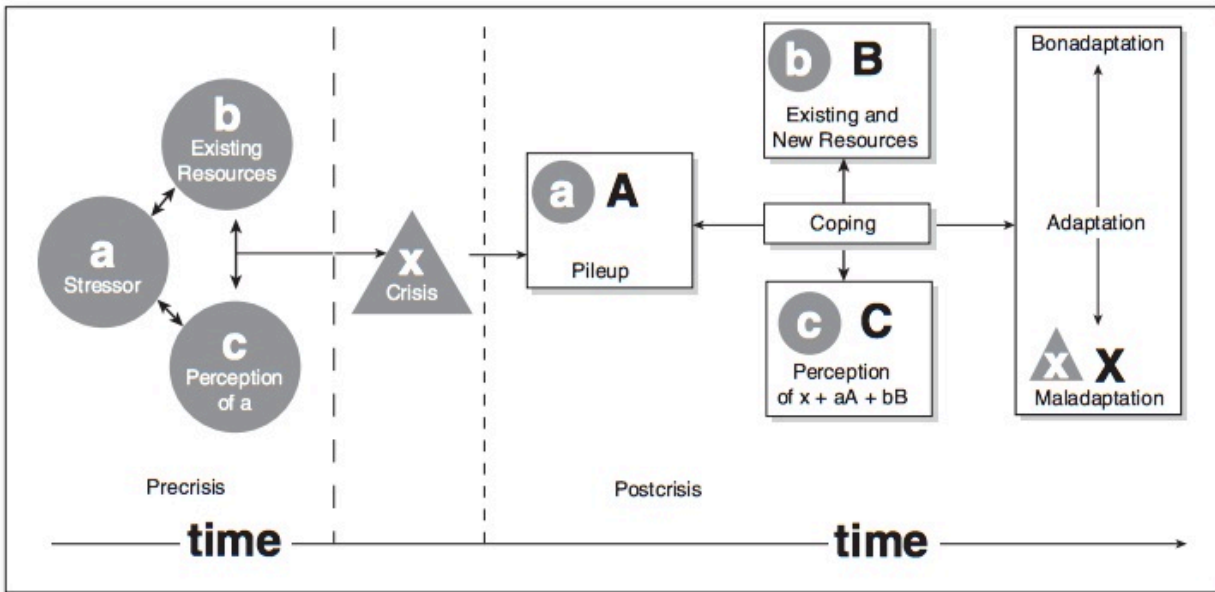 b
Existing
Resources
a
Stressor
c
Perception
of a
x
Crisis
a A
Pileup
b B
Existing and
New Resources
Coping
c C
Perception
of x + aA + bB
Bonadaptation
Adaptation
x X
Maladaptation
Precrisis
Postcrisis
time
time